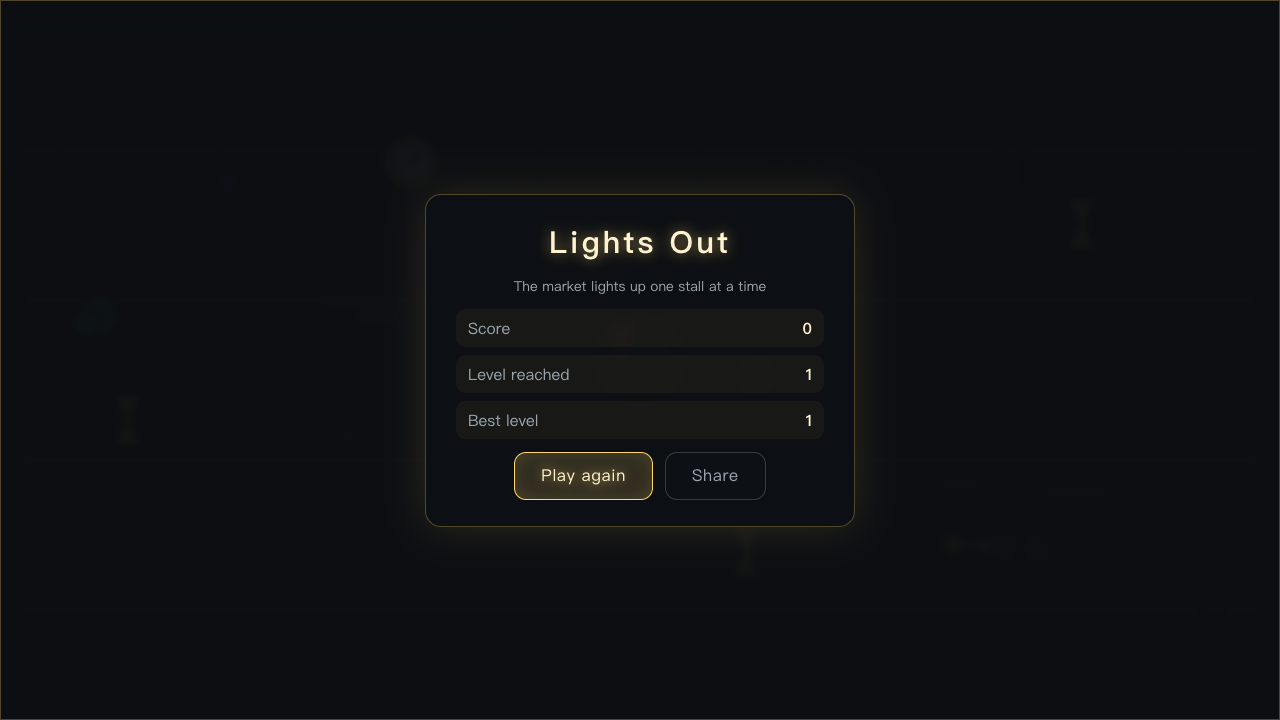 Lights Out
The market lights up one stall at a time
Score 0
Level reached 1
Best level 1
Play again Share